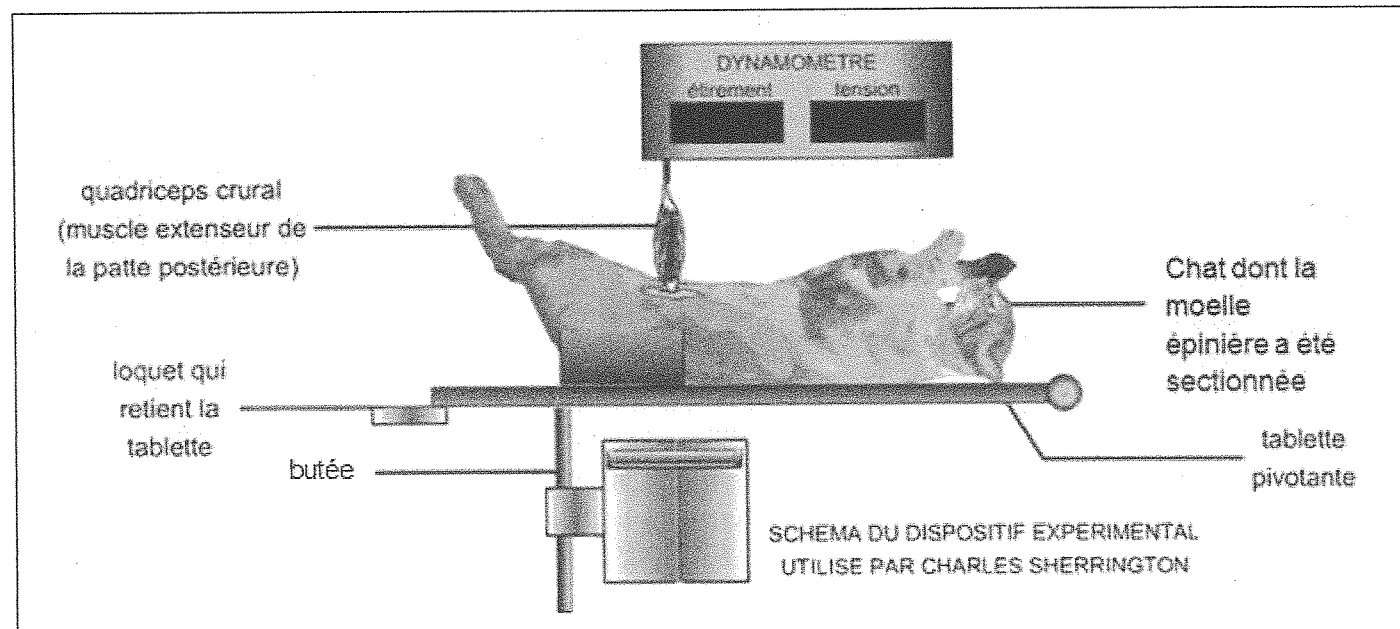 DYNAMOMETRE
étirement tension
quadriceps crural
(muscle extenseur de
la patte postérieure)
Chat dont la
moelle
épinière a été
sectionnée
loquet qui
retient la
tablette
butée
tablette
pivotante
SCHEMA DU DISPOSITIF EXPERIMENTAL
UTILISE PAR CHARLES SHERRINGTON